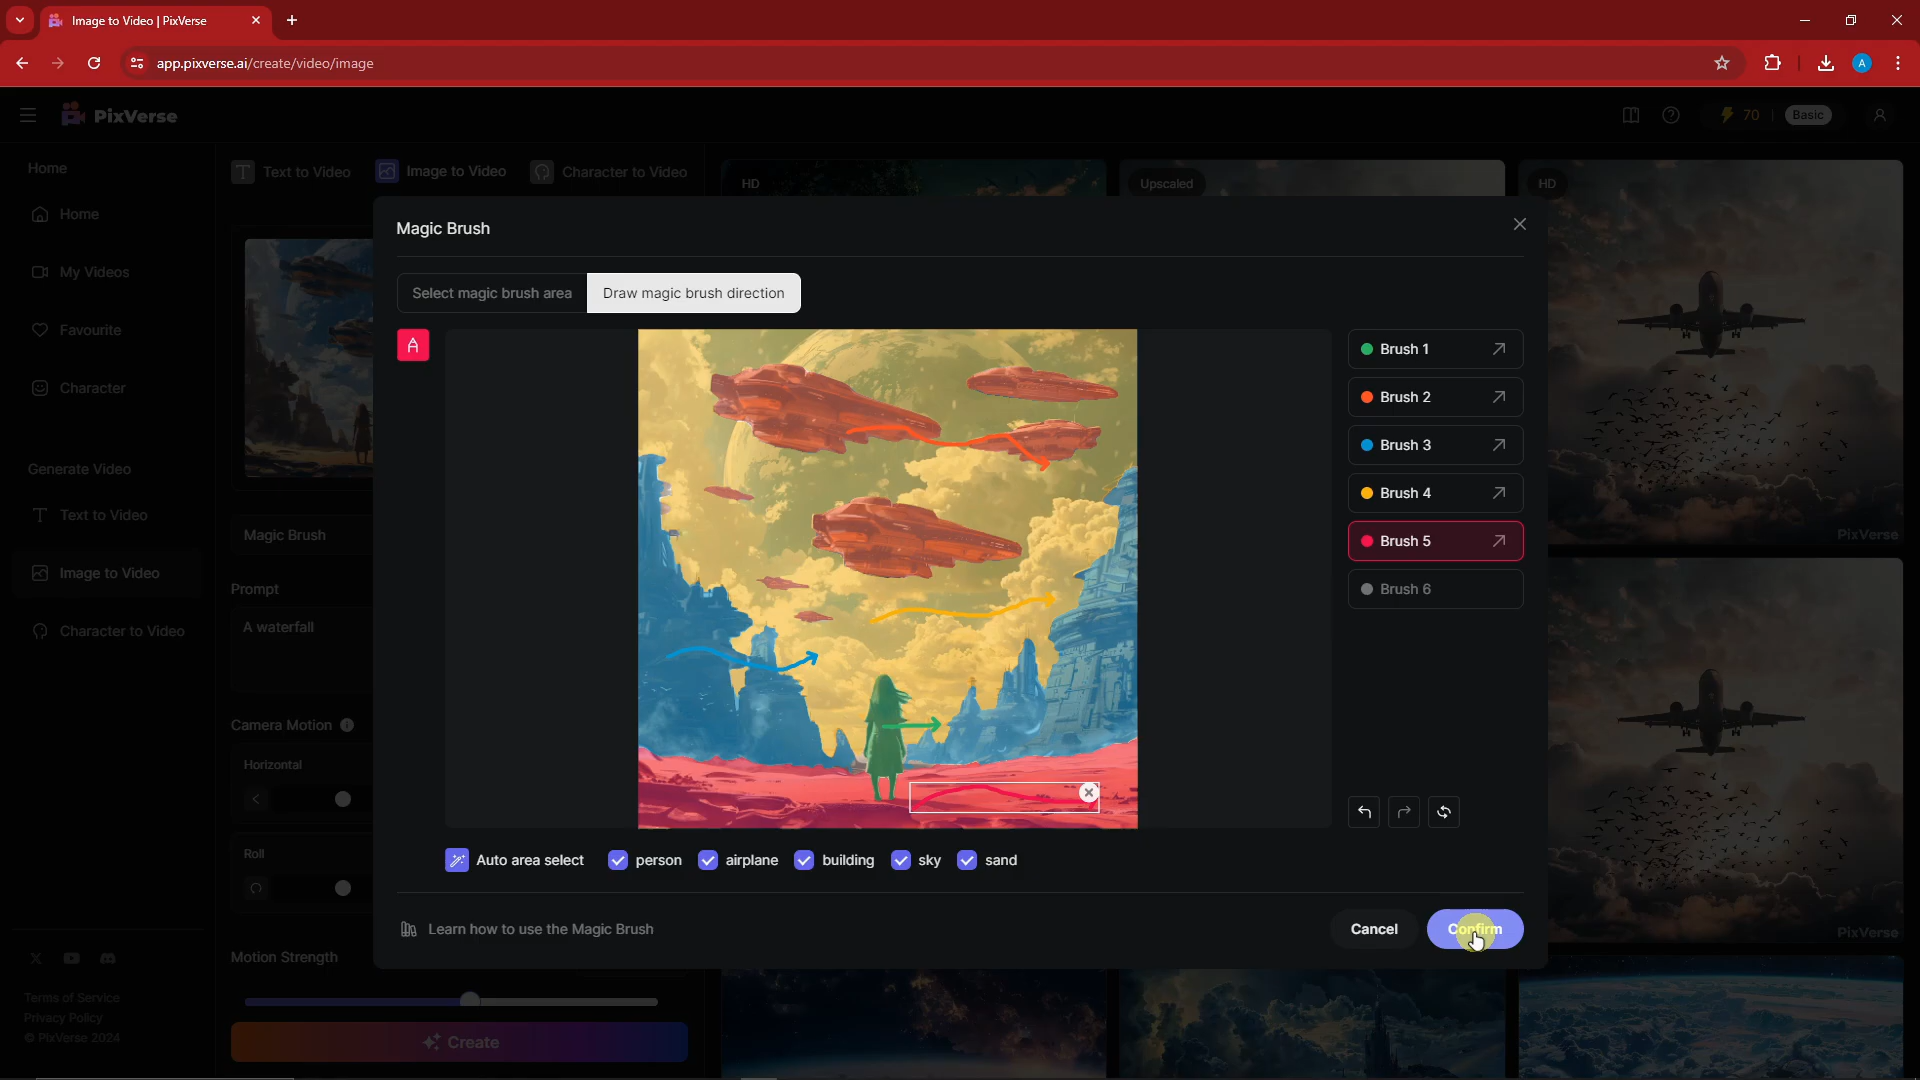 Image to Video | PixVerse
app.pixverse.ai/create/video/image
A
PixVerse
70
Basic
Home
Home
My Videos
Favourite
Character
Generate Video
Text to Video
Image to Video
Character to Video
Terms of Service
Privacy Policy
© PixVerse 2024
Text to Video
Image to Video
Character to Video
Magic Brush
Prompt
A waterfall
Camera Motion
Horizontal
Roll
Motion Strength
Create
Magic Brush
Select magic brush area
Draw magic brush direction
Brush 1
Brush 2
Brush 3
Brush 4
Brush 5
Brush 6
Auto area select
person
airplane
building
sky
sand
Learn how to use the Magic Brush
Cancel
Confirm
HD
Upscaled
HD
PixVerse
PixVerse